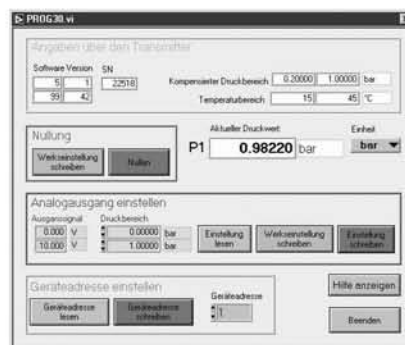 PROG30.vi
Angaben über den Transmitter
Software Version SN
5 1 22518
99 42
Kompensierter Druckbereich 0.20000 1.00000 bar
Temperaturbereich 15 45 °C
Nullung
Werkseinstellung schreiben
Nullen
Aktueller Druckwert
Einheit
P1 0.98220 bar
bar
Analogausgang einstellen
Ausgangssignal Druckbereich
0.000 V 0.00000 bar
10.000 V 1.00000 bar
Einstellung lesen
Werkseinstellung schreiben
Einstellung schreiben
Geräteadresse einstellen
Geräteadresse lesen
Geräteadresse schreiben
Geräteadresse
1
Hilfe anzeigen
Beenden